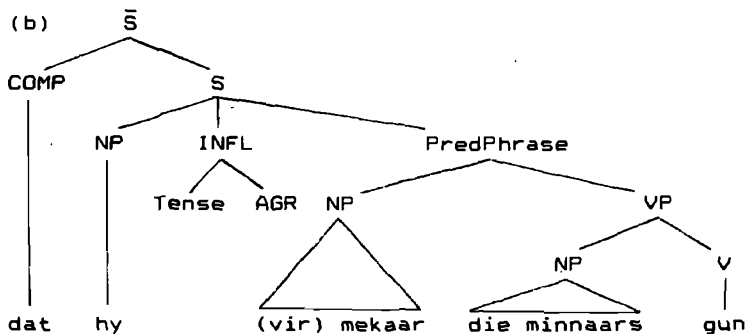 (b) S̄
COMP S
NP INFL PredPhrase
Tense AGR NP VP
NP V
dat hy (vir) mekaar die minnaars gun